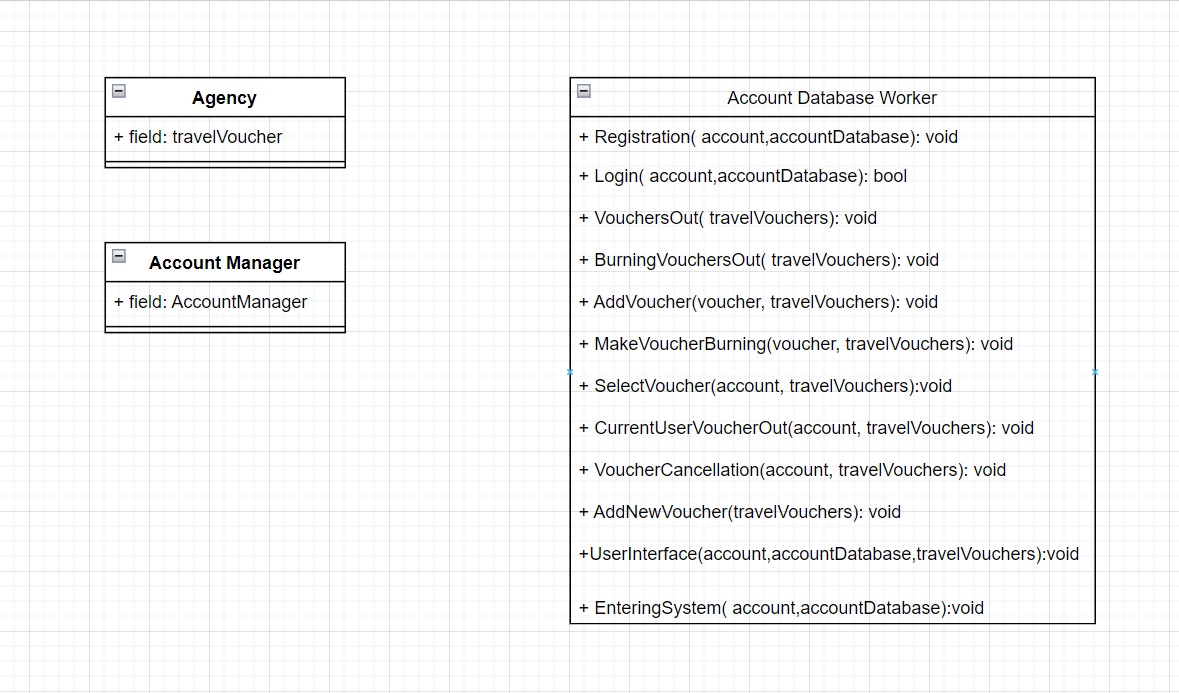 Agency
+ field: travelVoucher
Account Manager
+ field: AccountManager
Account Database Worker
+ Registration( account,accountDatabase): void
+ Login( account,accountDatabase): bool
+ VouchersOut( travelVouchers): void
+ BurningVouchersOut( travelVouchers): void
+ AddVoucher(voucher, travelVouchers): void
+ MakeVoucherBurning(voucher, travelVouchers): void
+ SelectVoucher(account, travelVouchers):void
+ CurrentUserVoucherOut(account, travelVouchers): void
+ VoucherCancellation(account, travelVouchers): void
+ AddNewVoucher(travelVouchers): void
+UserInterface(account,accountDatabase,travelVouchers):void
+ EnteringSystem( account,accountDatabase):void